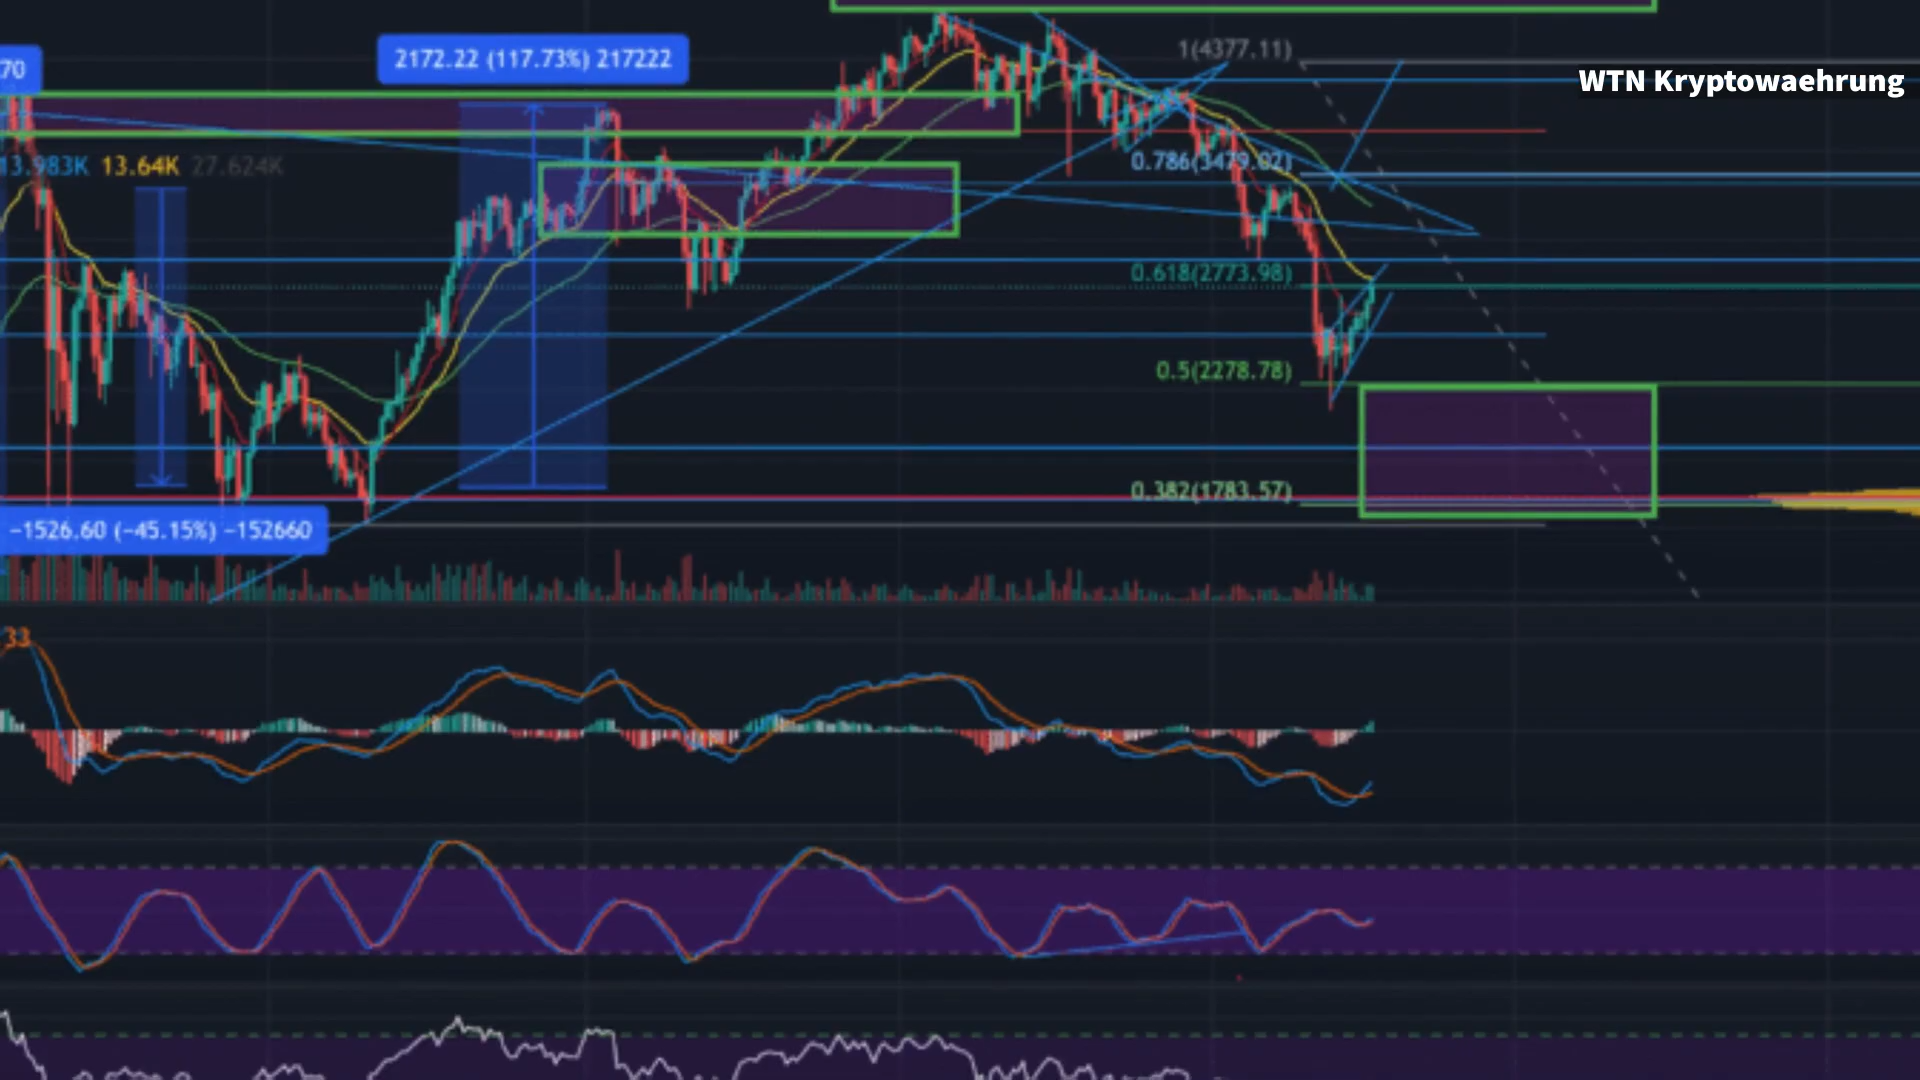 1(4377.11)
2172.22 (117.73%) 217222
70
WTN Kryptowaehrung
0.786(3479.02)
13.983K 13.64K 27.624K
0.618(2773.98)
0.5(2278.78)
0.382(1783.57)
−1526.60 (−45.15%) −152660
33